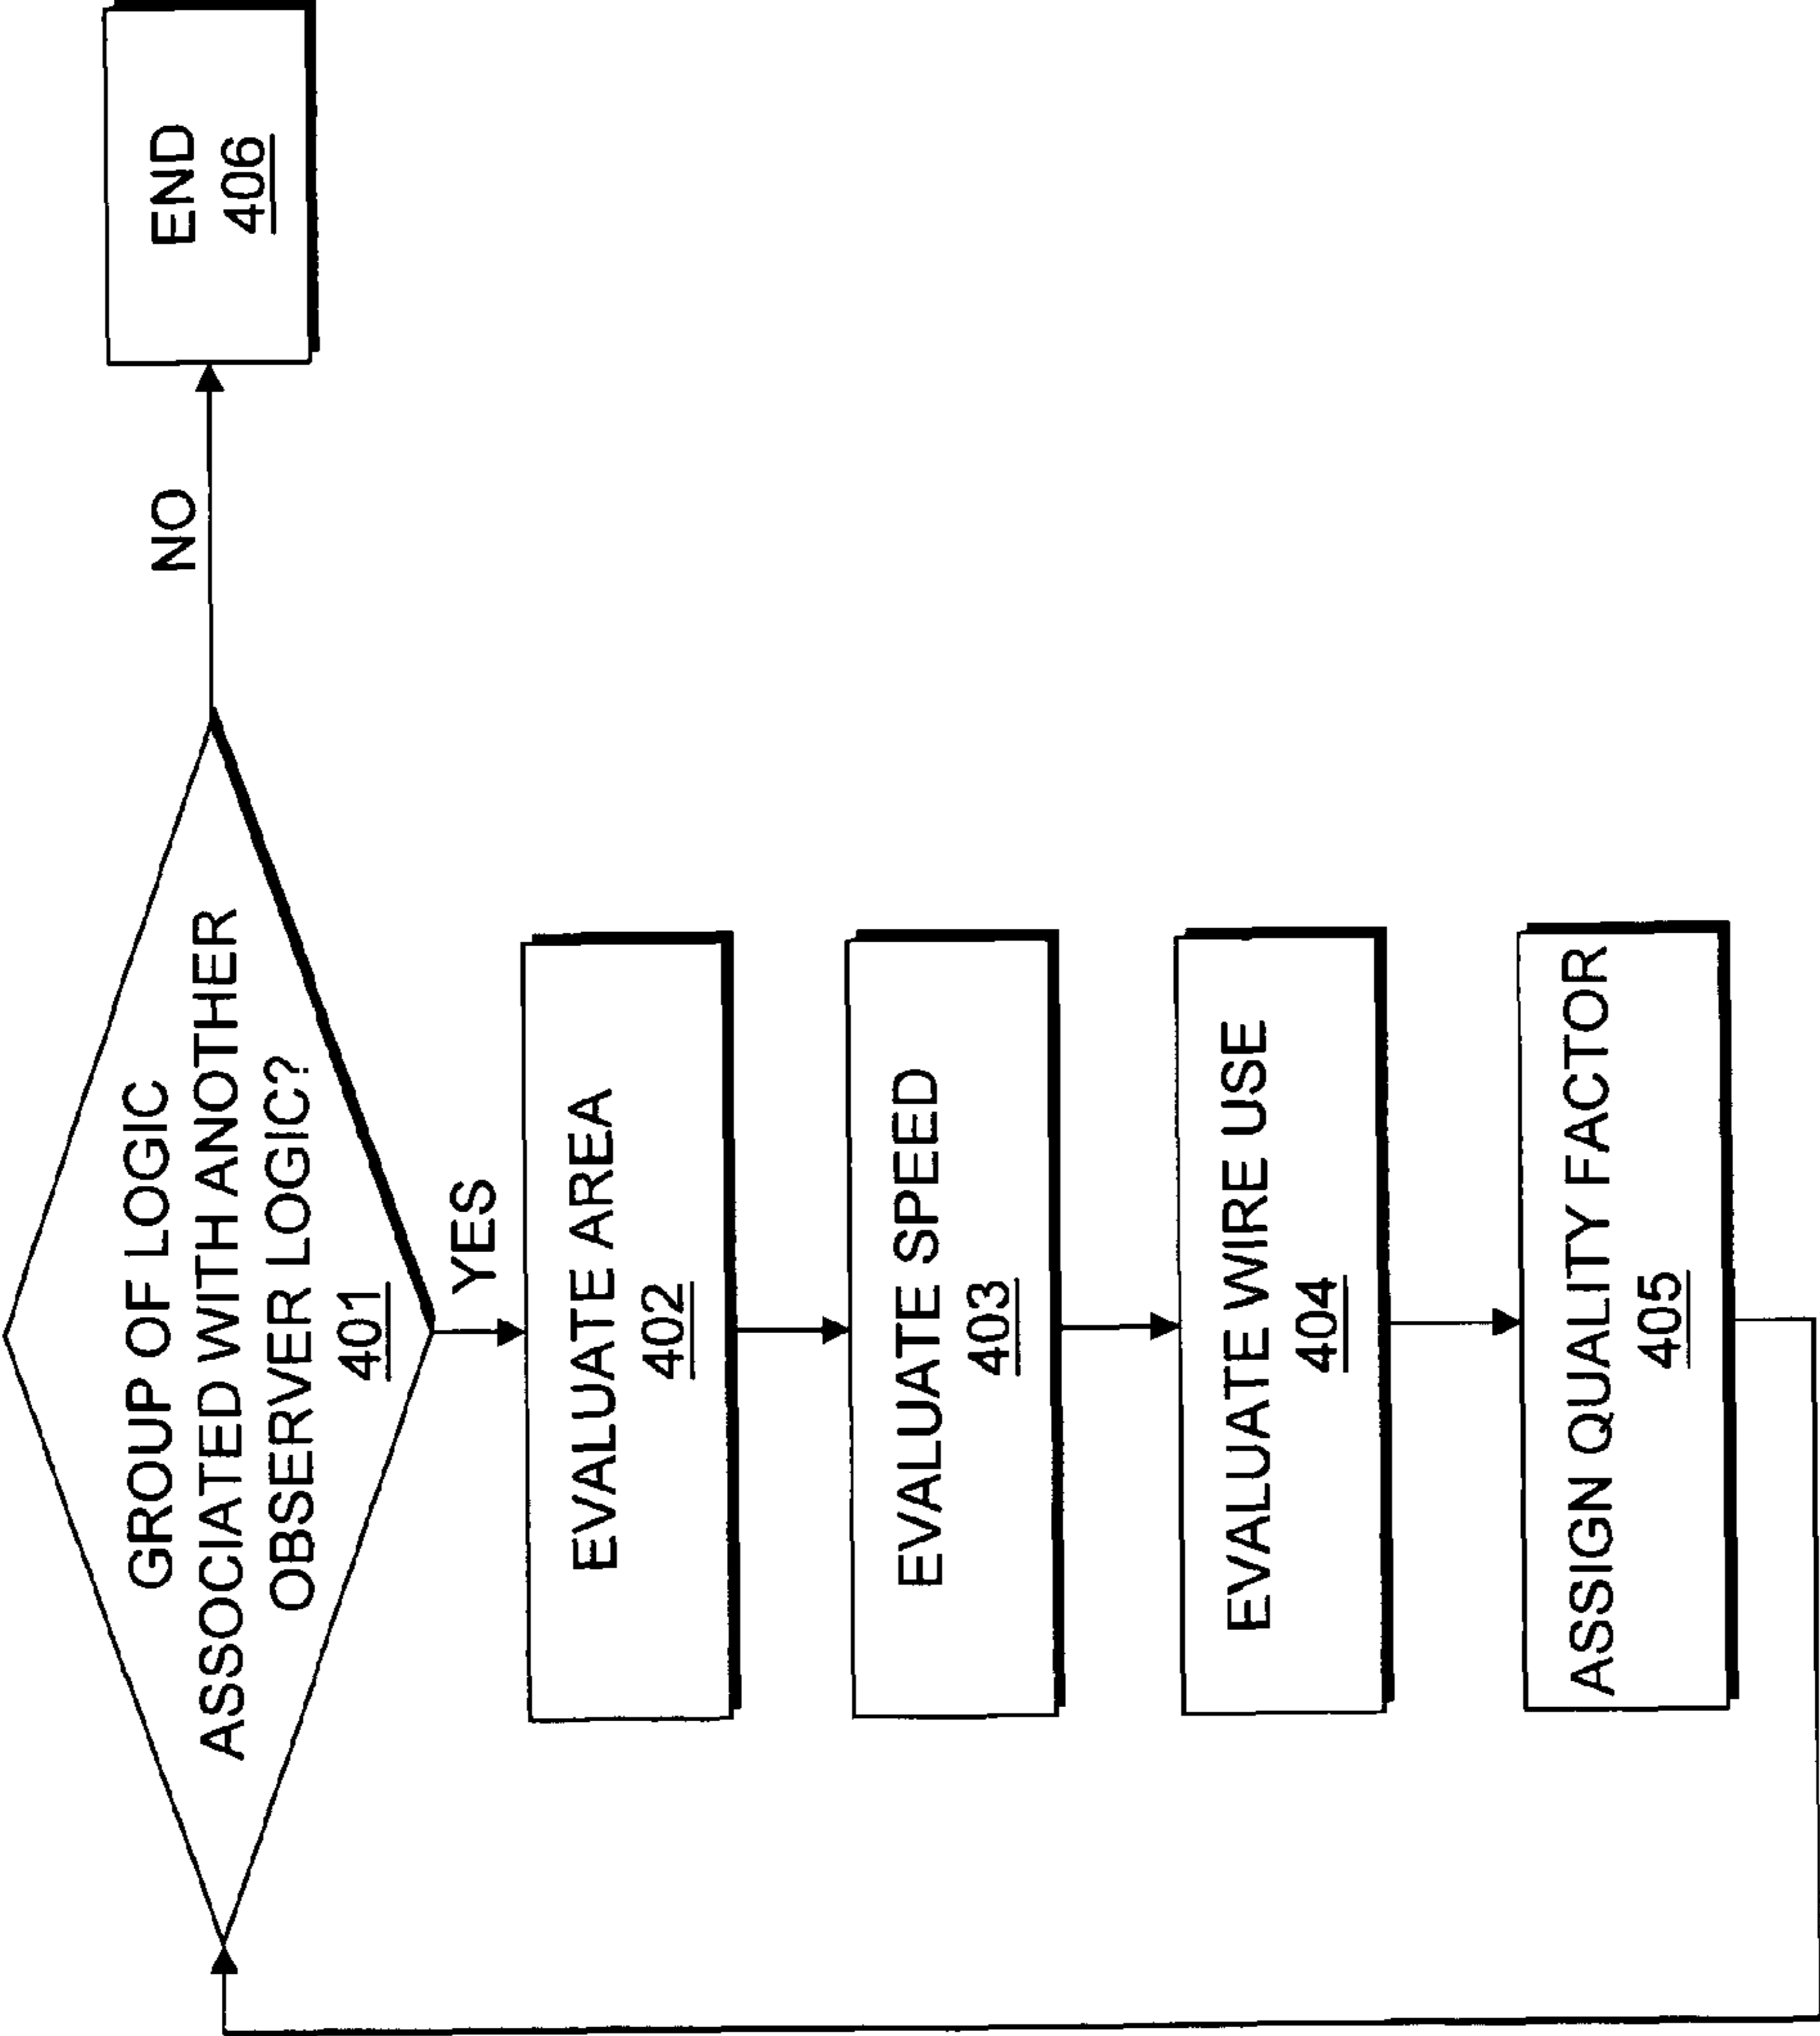 GROUP OF LOGIC
ASSOCIATED WITH ANOTHER
OBSERVER LOGIC?
401
NO
END
406
YES
EVALUATE AREA
402
EVALUATE SPEED
403
EVALUATE WIRE USE
404
ASSIGN QUALITY FACTOR
405